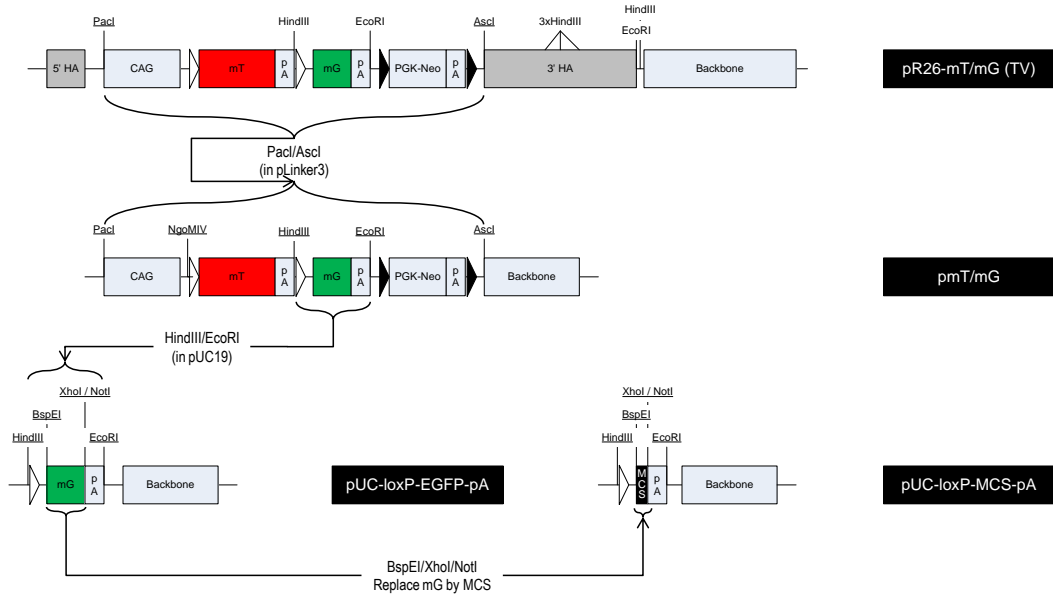 HindIII
PacI
HindIII
EcoRI
AscI
3xHindIII
EcoRI
5' HA
CAG
mT
pA
mG
pA
PGK-Neo
pA
3' HA
Backbone
pR26-mT/mG (TV)
PacI/AscI
(in pLinker3)
PacI
NgoMIV
HindIII
EcoRI
AscI
CAG
mT
pA
mG
pA
PGK-Neo
pA
Backbone
pmT/mG
HindIII/EcoRI
(in pUC19)
XhoI / NotI
BspEI
HindIII
EcoRI
mG
pA
Backbone
pUC-loxP-EGFP-pA
XhoI / NotI
BspEI
HindIII
EcoRI
MCS
pA
Backbone
pUC-loxP-MCS-pA
BspEI/XhoI/NotI
Replace mG by MCS